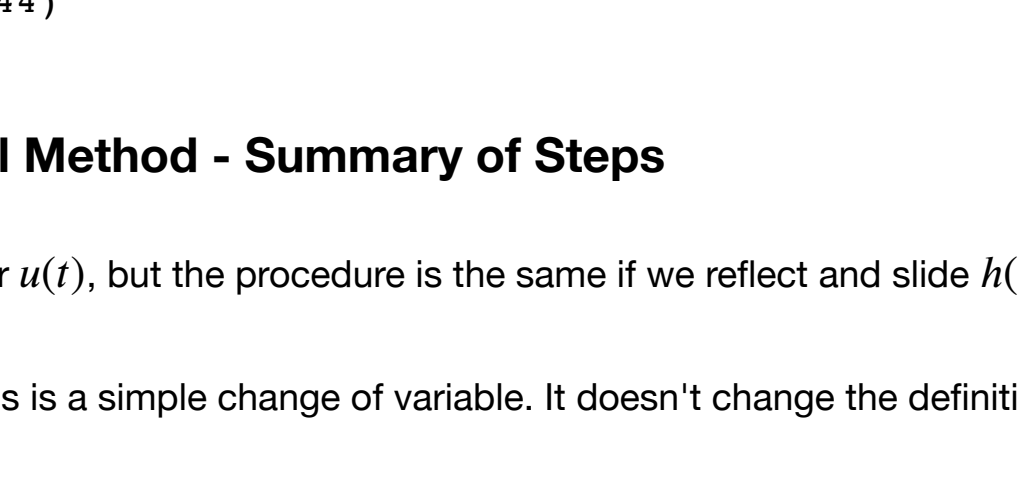 44)
l Method - Summary of Steps
r u(t), but the procedure is the same if we reflect and slide h(
s is a simple change of variable. It doesn't change the definiti